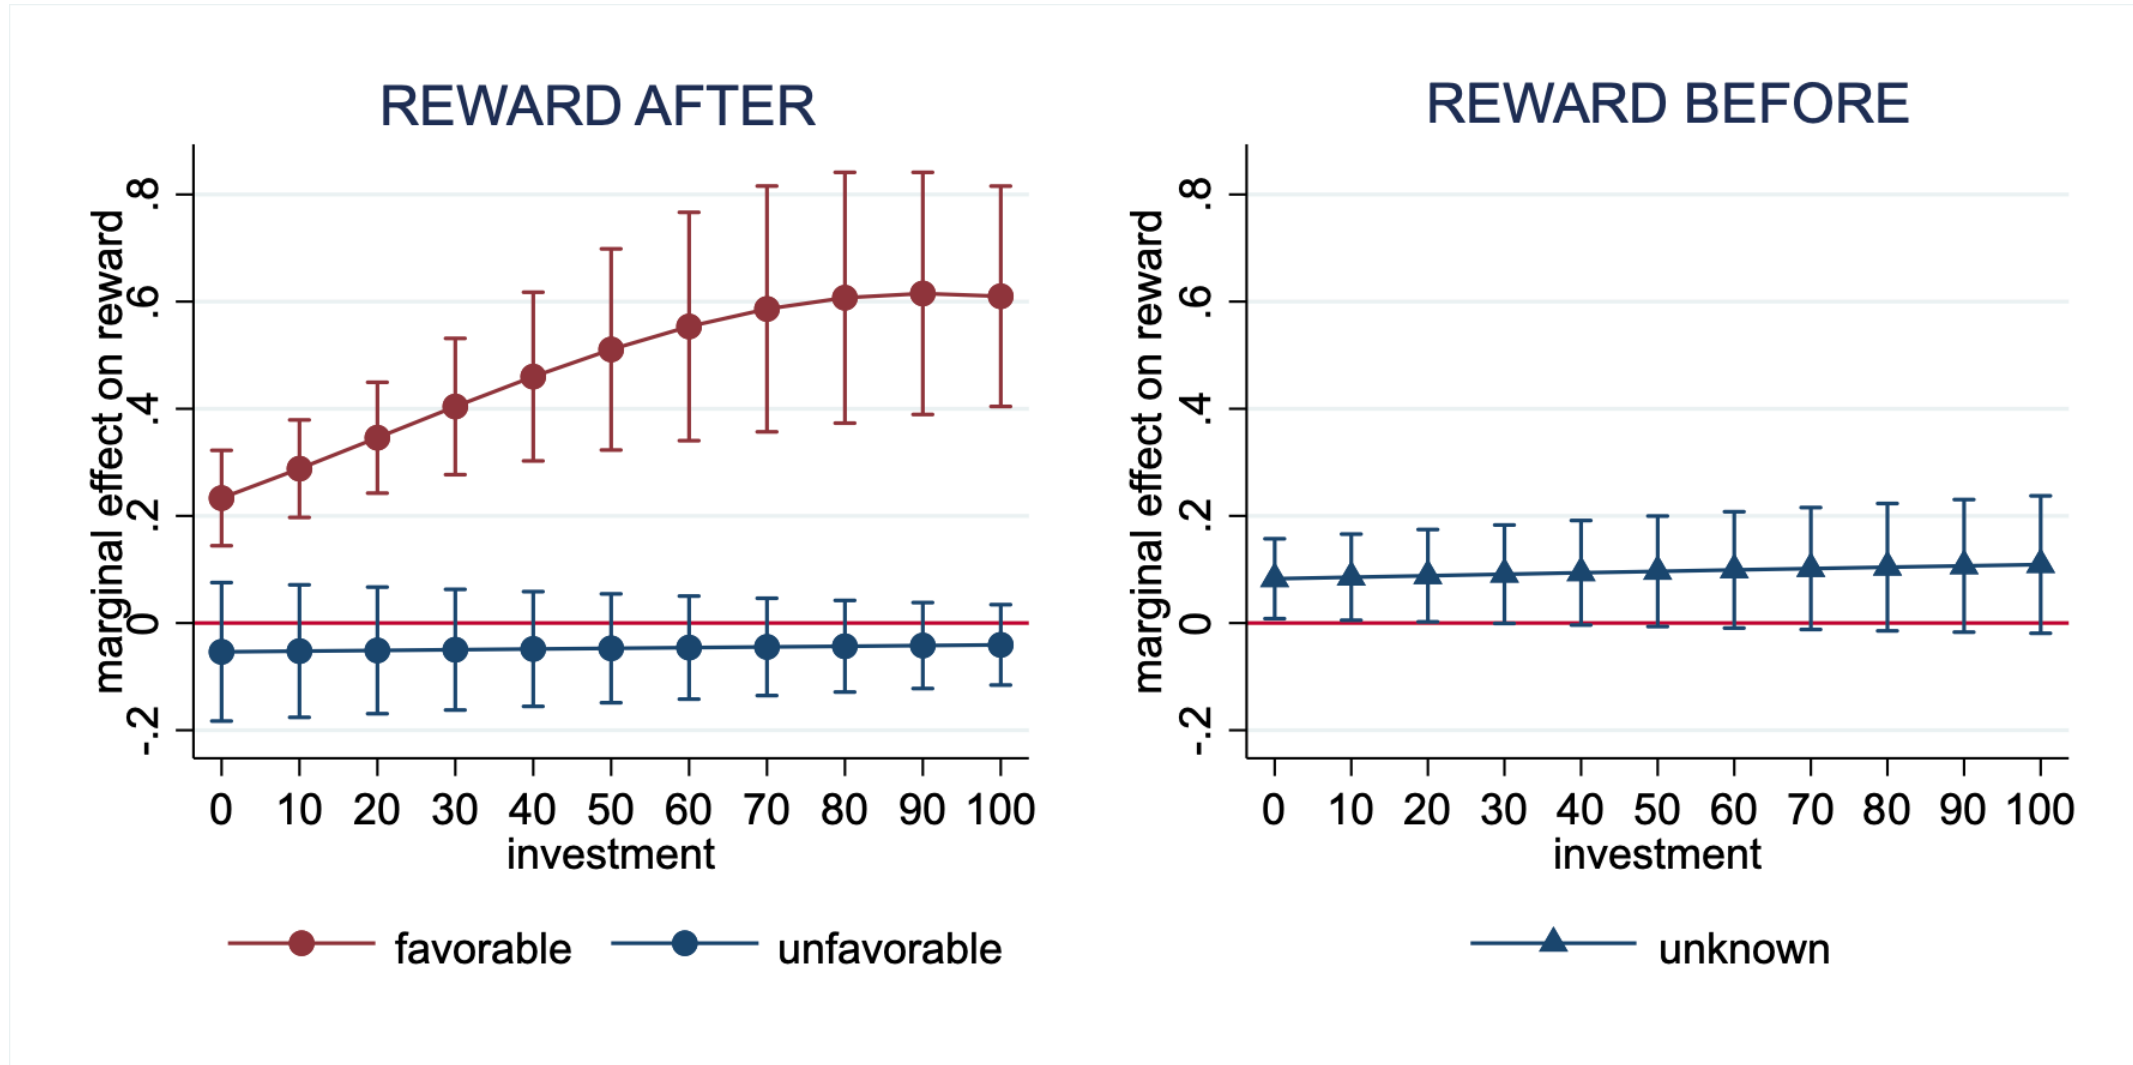 REWARD AFTER
marginal effect on reward
.8
.6
.4
.2
0
-.2
0 10 20 30 40 50 60 70 80 90 100
investment
favorable unfavorable
REWARD BEFORE
marginal effect on reward
.8
.6
.4
.2
0
-.2
0 10 20 30 40 50 60 70 80 90 100
investment
unknown